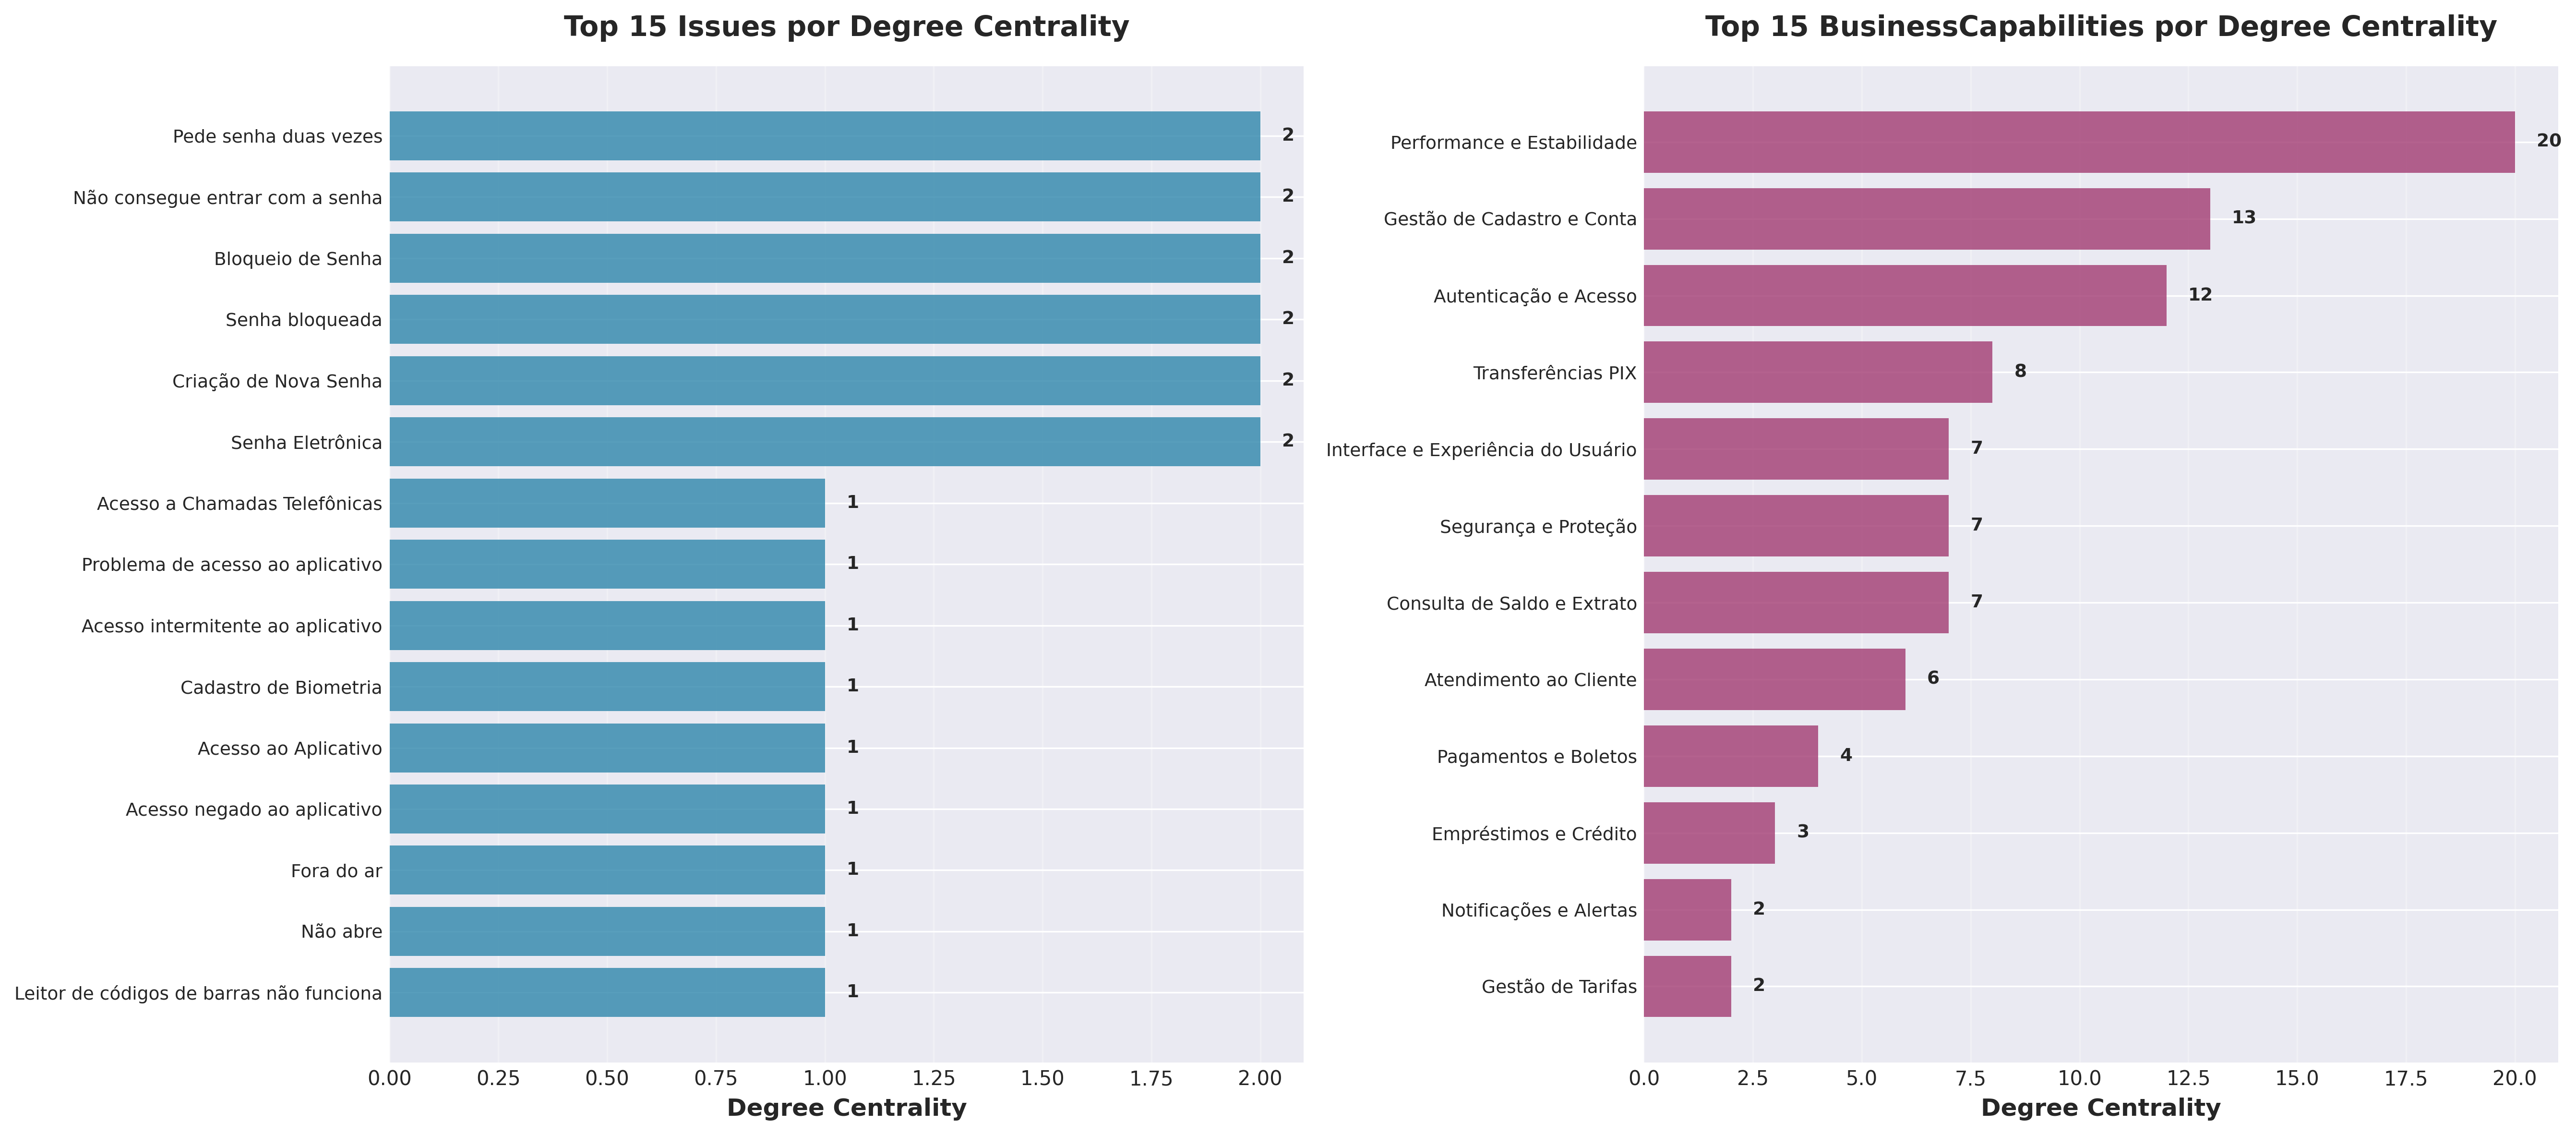 Top 15 Issues por Degree Centrality
Pede senha duas vezes 2
Não consegue entrar com a senha 2
Bloqueio de Senha 2
Senha bloqueada 2
Criação de Nova Senha 2
Senha Eletrônica 2
Acesso a Chamadas Telefônicas 1
Problema de acesso ao aplicativo 1
Acesso intermitente ao aplicativo 1
Cadastro de Biometria 1
Acesso ao Aplicativo 1
Acesso negado ao aplicativo 1
Fora do ar 1
Não abre 1
Leitor de códigos de barras não funciona 1
0.00 0.25 0.50 0.75 1.00 1.25 1.50 1.75 2.00
Degree Centrality
Top 15 BusinessCapabilities por Degree Centrality
Performance e Estabilidade 20
Gestão de Cadastro e Conta 13
Autenticação e Acesso 12
Transferências PIX 8
Interface e Experiência do Usuário 7
Segurança e Proteção 7
Consulta de Saldo e Extrato 7
Atendimento ao Cliente 6
Pagamentos e Boletos 4
Empréstimos e Crédito 3
Notificações e Alertas 2
Gestão de Tarifas 2
0.0 2.5 5.0 7.5 10.0 12.5 15.0 17.5 20.0
Degree Centrality